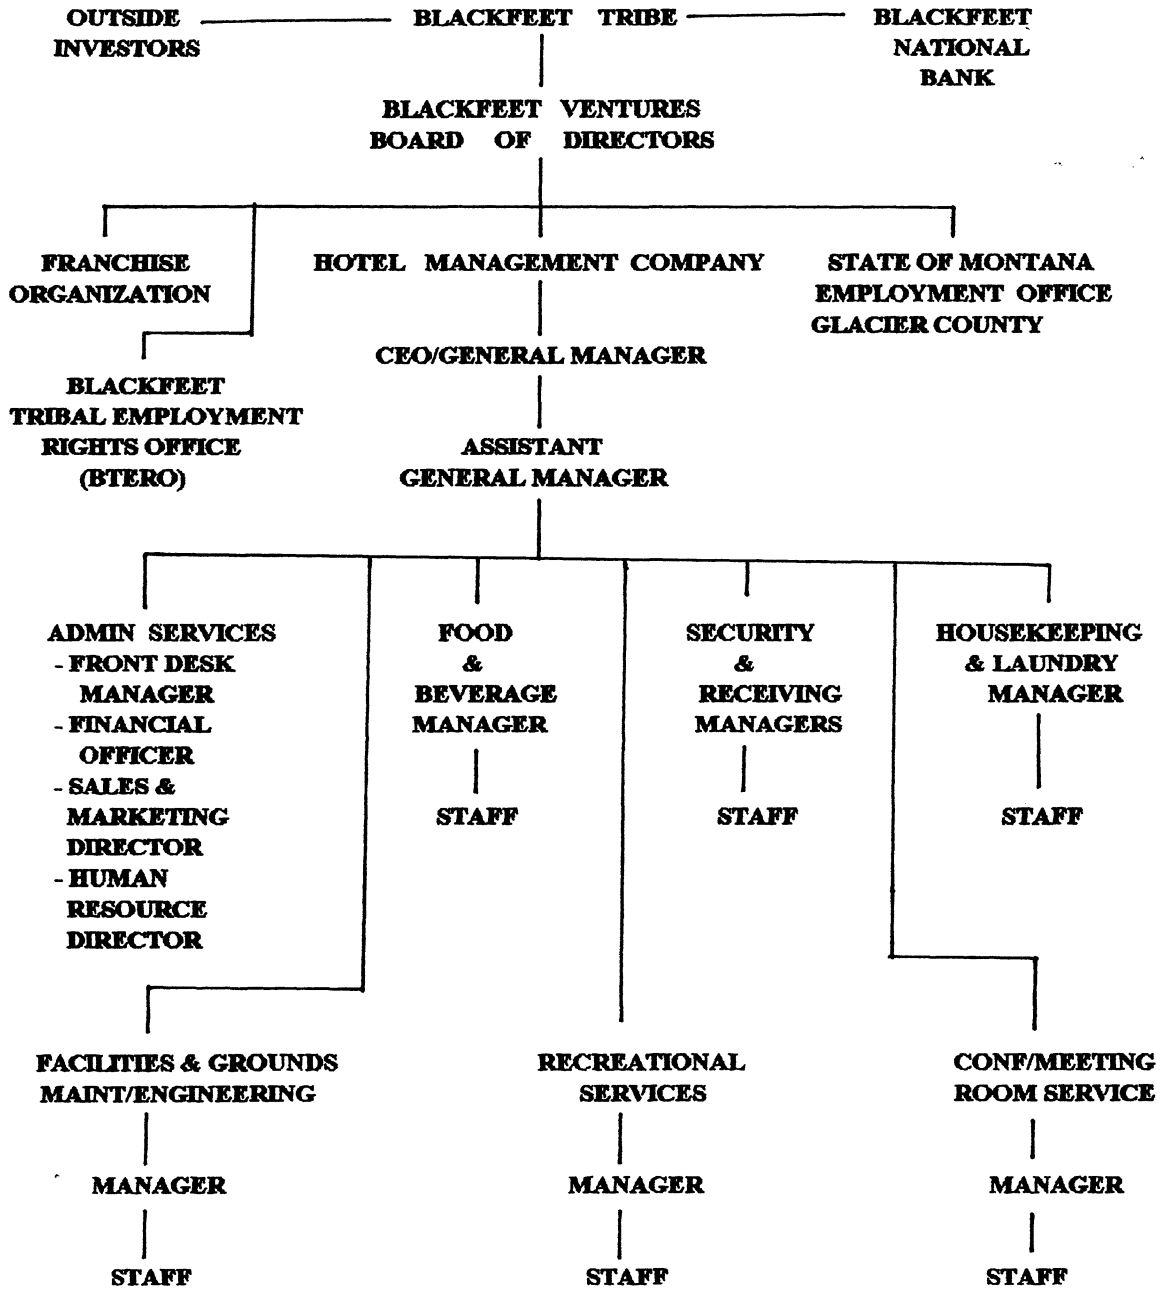 OUTSIDE
INVESTORS
BLACKFEET TRIBE
BLACKFEET
NATIONAL
BANK
BLACKFEET VENTURES
BOARD OF DIRECTORS
FRANCHISE
ORGANIZATION
HOTEL MANAGEMENT COMPANY
STATE OF MONTANA
EMPLOYMENT OFFICE
GLACIER COUNTY
CEO/GENERAL MANAGER
BLACKFEET
TRIBAL EMPLOYMENT
RIGHTS OFFICE
(BTERO)
ASSISTANT
GENERAL MANAGER
ADMIN SERVICES
- FRONT DESK
MANAGER
- FINANCIAL
OFFICER
- SALES &
MARKETING
DIRECTOR
- HUMAN
RESOURCE
DIRECTOR
FOOD
&
BEVERAGE
MANAGER
STAFF
SECURITY
&
RECEIVING
MANAGERS
STAFF
HOUSEKEEPING
& LAUNDRY
MANAGER
STAFF
FACILITIES & GROUNDS
MAINT/ENGINEERING
MANAGER
STAFF
RECREATIONAL
SERVICES
MANAGER
STAFF
CONF/MEETING
ROOM SERVICE
MANAGER
STAFF